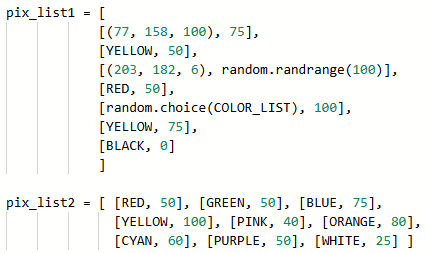 pix_list1 = [
[(77, 158, 100), 75],
[YELLOW, 50],
[(203, 182, 6), random.randrange(100)],
[RED, 50],
[random.choice(COLOR_LIST), 100],
[YELLOW, 75],
[BLACK, 0]
]
pix_list2 = [ [RED, 50], [GREEN, 50], [BLUE, 75],
[YELLOW, 100], [PINK, 40], [ORANGE, 80],
[CYAN, 60], [PURPLE, 50], [WHITE, 25] ]